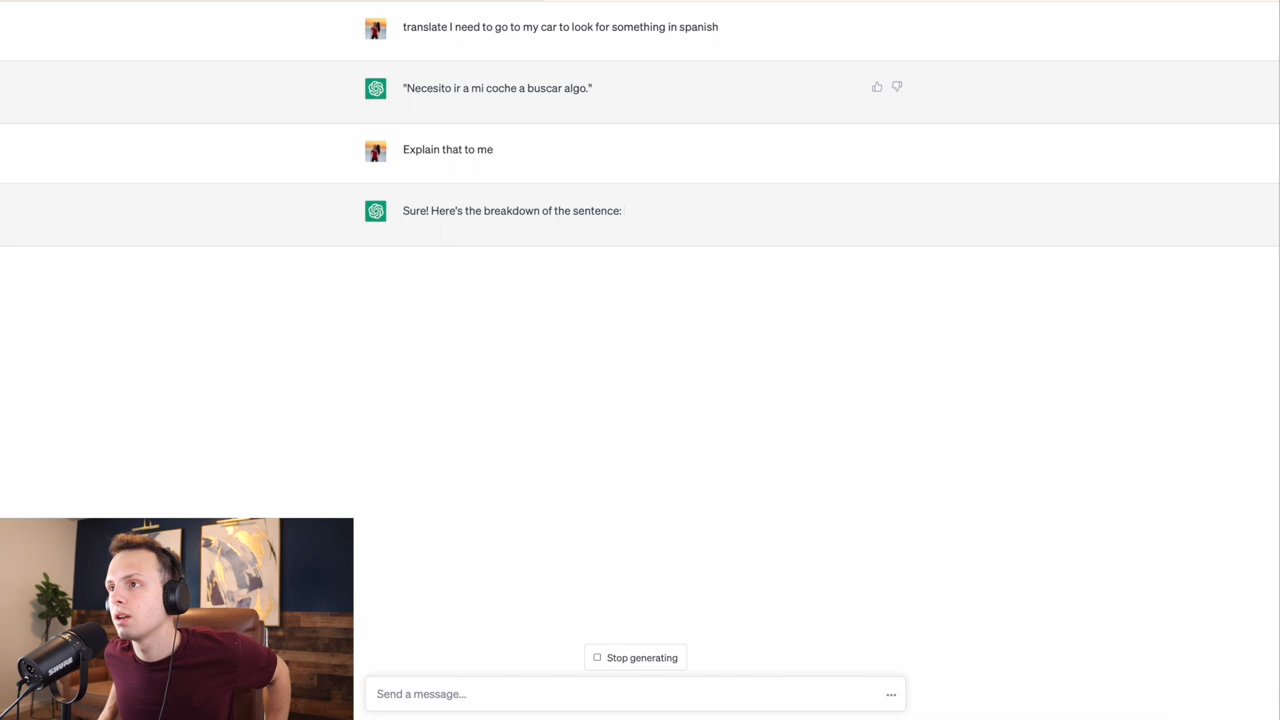 translate I need to go to my car to look for something in spanish
"Necesito ir a mi coche a buscar algo."
Explain that to me
Sure! Here's the breakdown of the sentence:
Stop generating
Send a message...
SHURE